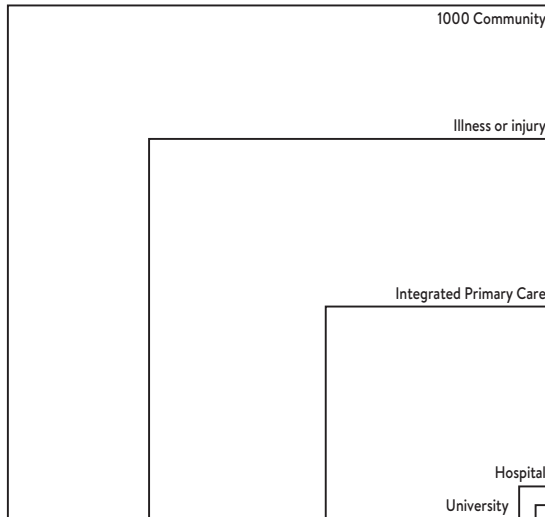 1000 Community
Illness or injury
Integrated Primary Care
Hospital
University